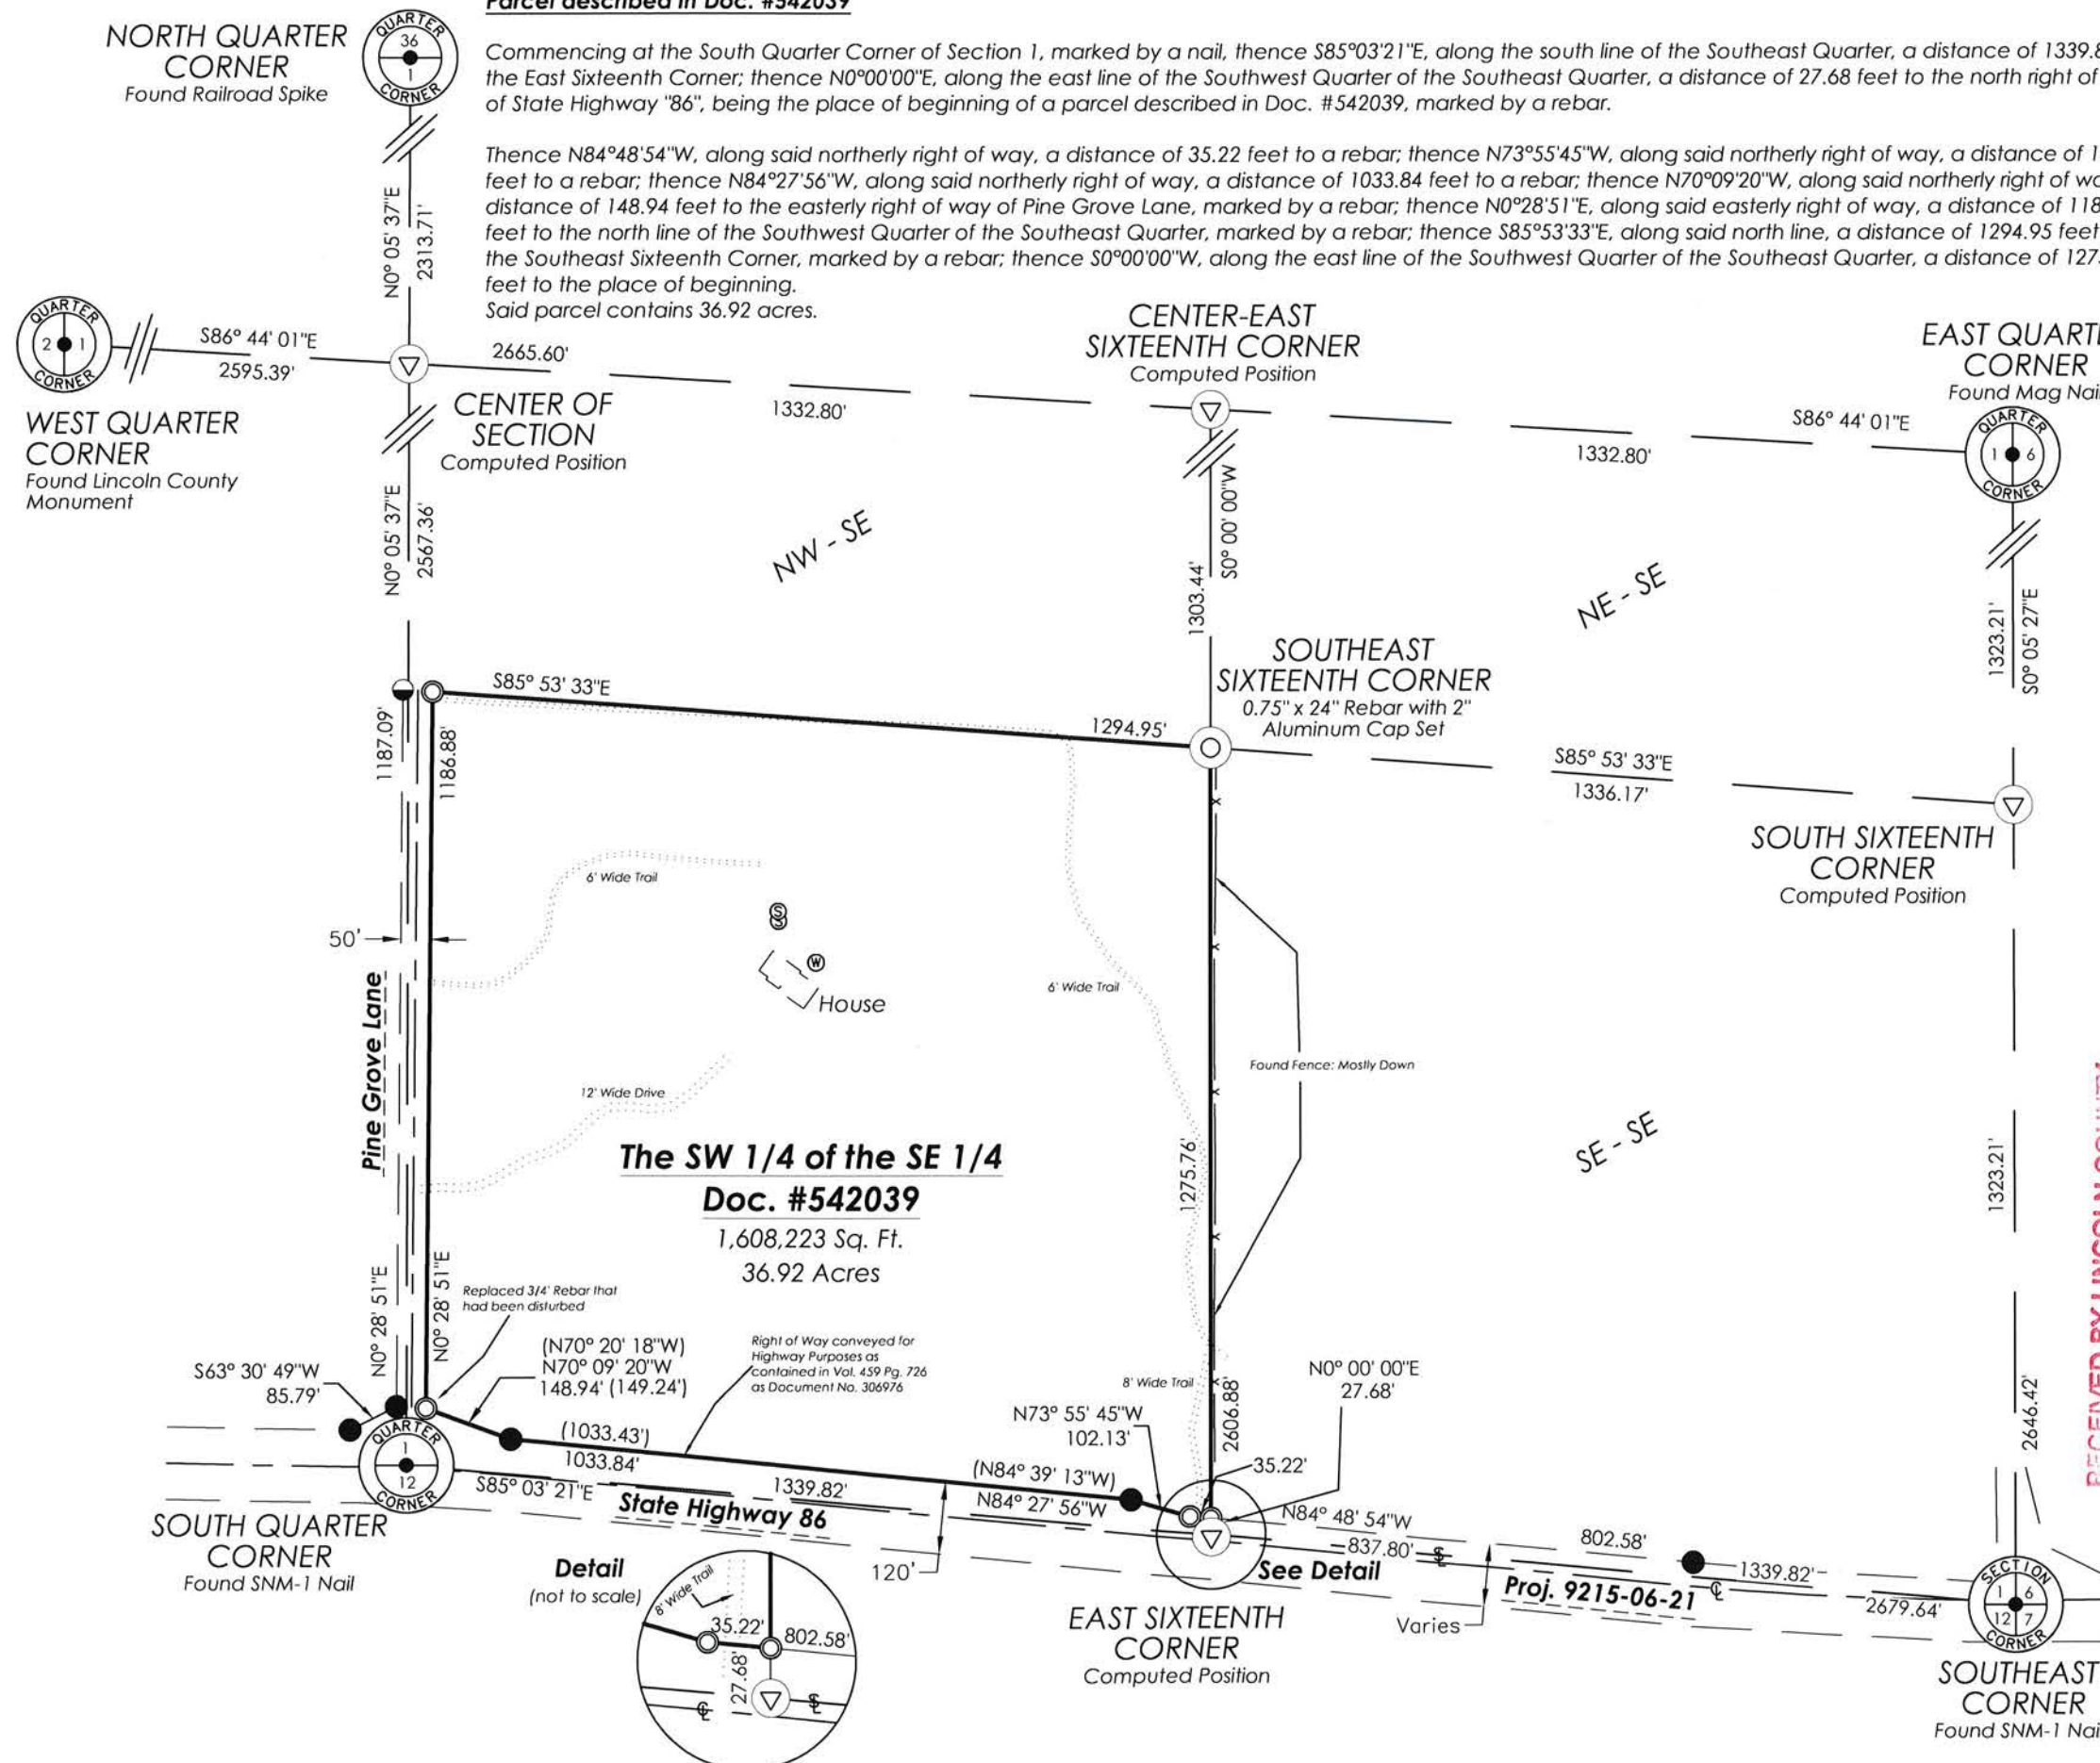 Parcel described in Doc. #542039
NORTH QUARTER
CORNER
Found Railroad Spike
QUARTER
36
1
CORNER
Commencing at the South Quarter Corner of Section 1, marked by a nail, thence S85°03'21"E, along the south line of the Southeast Quarter, a distance of 1339.8
the East Sixteenth Corner; thence N0°00'00"E, along the east line of the Southwest Quarter of the Southeast Quarter, a distance of 27.68 feet to the north right of
of State Highway "86", being the place of beginning of a parcel described in Doc. #542039, marked by a rebar.
Thence N84°48'54"W, along said northerly right of way, a distance of 35.22 feet to a rebar; thence N73°55'45"W, along said northerly right of way, a distance of 1
feet to a rebar; thence N84°27'56"W, along said northerly right of way, a distance of 1033.84 feet to a rebar; thence N70°09'20"W, along said northerly right of wa
distance of 148.94 feet to the easterly right of way of Pine Grove Lane, marked by a rebar; thence N0°28'51"E, along said easterly right of way, a distance of 118
feet to the north line of the Southwest Quarter of the Southeast Quarter, marked by a rebar; thence S85°53'33"E, along said north line, a distance of 1294.95 feet
the Southeast Sixteenth Corner, marked by a rebar; thence S0°00'00"W, along the east line of the Southwest Quarter of the Southeast Quarter, a distance of 127
feet to the place of beginning.
Said parcel contains 36.92 acres.
N0° 05' 37"E
2313.71'
QUARTER
2 1
CORNER
S86° 44' 01"E
2595.39'
WEST QUARTER
CORNER
Found Lincoln County
Monument
2665.60'
CENTER OF
SECTION
Computed Position
1332.80'
CENTER-EAST
SIXTEENTH CORNER
Computed Position
1332.80'
S86° 44' 01"E
EAST QUARTE
CORNER
Found Mag Nai
QUARTER
1 6
CORNER
N0° 05' 37"E
2567.36'
NW - SE
S0° 00' 00"W
1303.44'
NE - SE
1323.21'
S0° 05' 27"E
SOUTHEAST
SIXTEENTH CORNER
0.75" x 24" Rebar with 2"
Aluminum Cap Set
S85° 53' 33"E
1294.95'
S85° 53' 33"E
1336.17'
SOUTH SIXTEENTH
CORNER
Computed Position
1187.09'
1186.88'
6' Wide Trail
S
S
W
House
50'
Pine Grove Lane
6' Wide Trail
Found Fence: Mostly Down
12' Wide Drive
The SW 1/4 of the SE 1/4
Doc. #542039
1,608,223 Sq. Ft.
36.92 Acres
1275.76'
SE - SE
1323.21'
RECEIVED BY LINCOLN COUNTY
N0° 28' 51"E
N0° 28' 51"E
Replaced 3/4' Rebar that
had been disturbed
(N70° 20' 18"W)
N70° 09' 20"W
148.94' (149.24')
Right of Way conveyed for
Highway Purposes as
contained in Vol. 459 Pg. 726
as Document No. 306976
S63° 30' 49"W
85.79'
8' Wide Trail
2606.88'
N0° 00' 00"E
27.68'
N73° 55' 45"W
102.13'
35.22'
2646.42'
(1033.43')
1033.84'
(N84° 39' 13"W)
N84° 27' 56"W
QUARTER
1
12
CORNER
S85° 03' 21"E
1339.82'
State Highway 86
N84° 48' 54"W
837.80'
802.58'
1339.82'
2679.64'
See Detail
Proj. 9215-06-21
Varies
120'
SOUTH QUARTER
CORNER
Found SNM-1 Nail
Detail
(not to scale)
8' Wide Trail
35.22'
802.58'
27.68'
EAST SIXTEENTH
CORNER
Computed Position
SECTION
1 6
12 7
CORNER
SOUTHEAST
CORNER
Found SNM-1 Nai